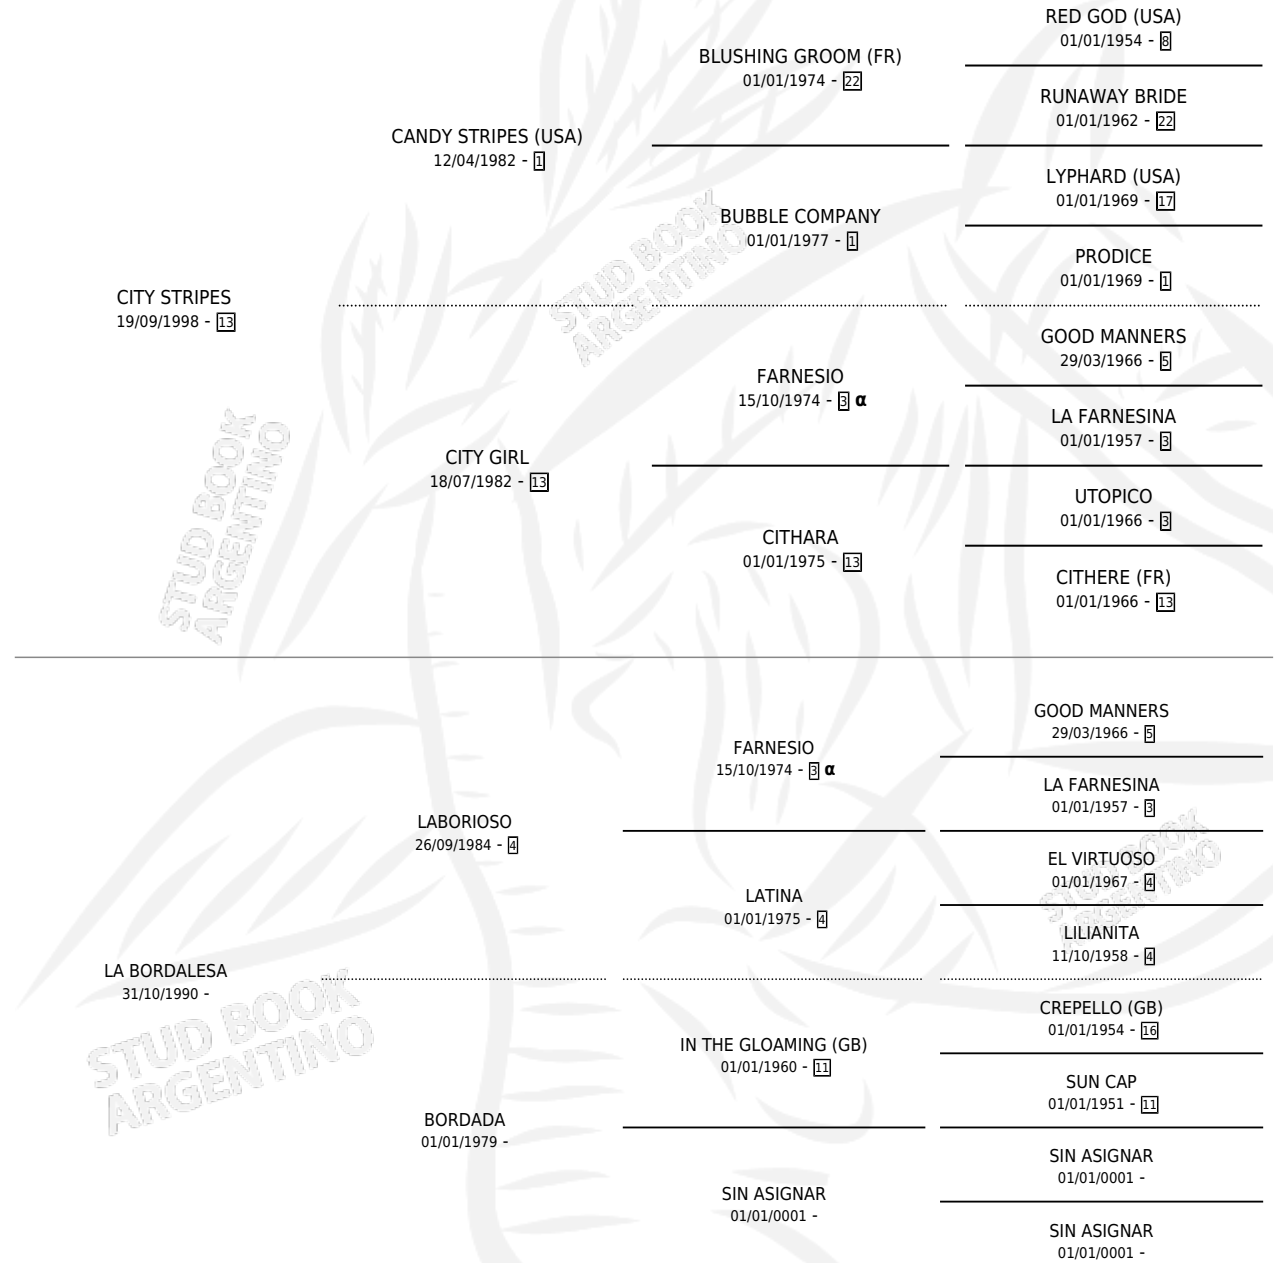 RED GOD (USA)
01/01/1954 - 8
BLUSHING GROOM (FR)
01/01/1974 - 22
RUNAWAY BRIDE
01/01/1962 - 22
CANDY STRIPES (USA)
12/04/1982 - 1
LYPHARD (USA)
01/01/1969 - 17
BUBBLE COMPANY
01/01/1977 - 1
PRODICE
01/01/1969 - 1
CITY STRIPES
19/09/1998 - 13
GOOD MANNERS
29/03/1966 - 5
FARNESIO
15/10/1974 - 3 α
LA FARNESINA
01/01/1957 - 3
CITY GIRL
18/07/1982 - 13
UTOPICO
01/01/1966 - 3
CITHARA
01/01/1975 - 13
CITHERE (FR)
01/01/1966 - 13
STUD BOOK
ARGENTINO
STUD BOOK
ARGENTINO
GOOD MANNERS
29/03/1966 - 5
FARNESIO
15/10/1974 - 3 α
LA FARNESINA
01/01/1957 - 3
LABORIOSO
26/09/1984 - 4
EL VIRTUOSO
01/01/1967 - 4
LATINA
01/01/1975 - 4
LILIANITA
11/10/1958 - 4
LA BORDALESA
31/10/1990 -
CREPELLO (GB)
01/01/1954 - 16
IN THE GLOAMING (GB)
01/01/1960 - 11
SUN CAP
01/01/1951 - 11
BORDADA
01/01/1979 -
SIN ASIGNAR
01/01/0001 -
SIN ASIGNAR
01/01/0001 -
SIN ASIGNAR
01/01/0001 -
STUD BOOK
ARGENTINO
STUD BOOK
ARGENTINO